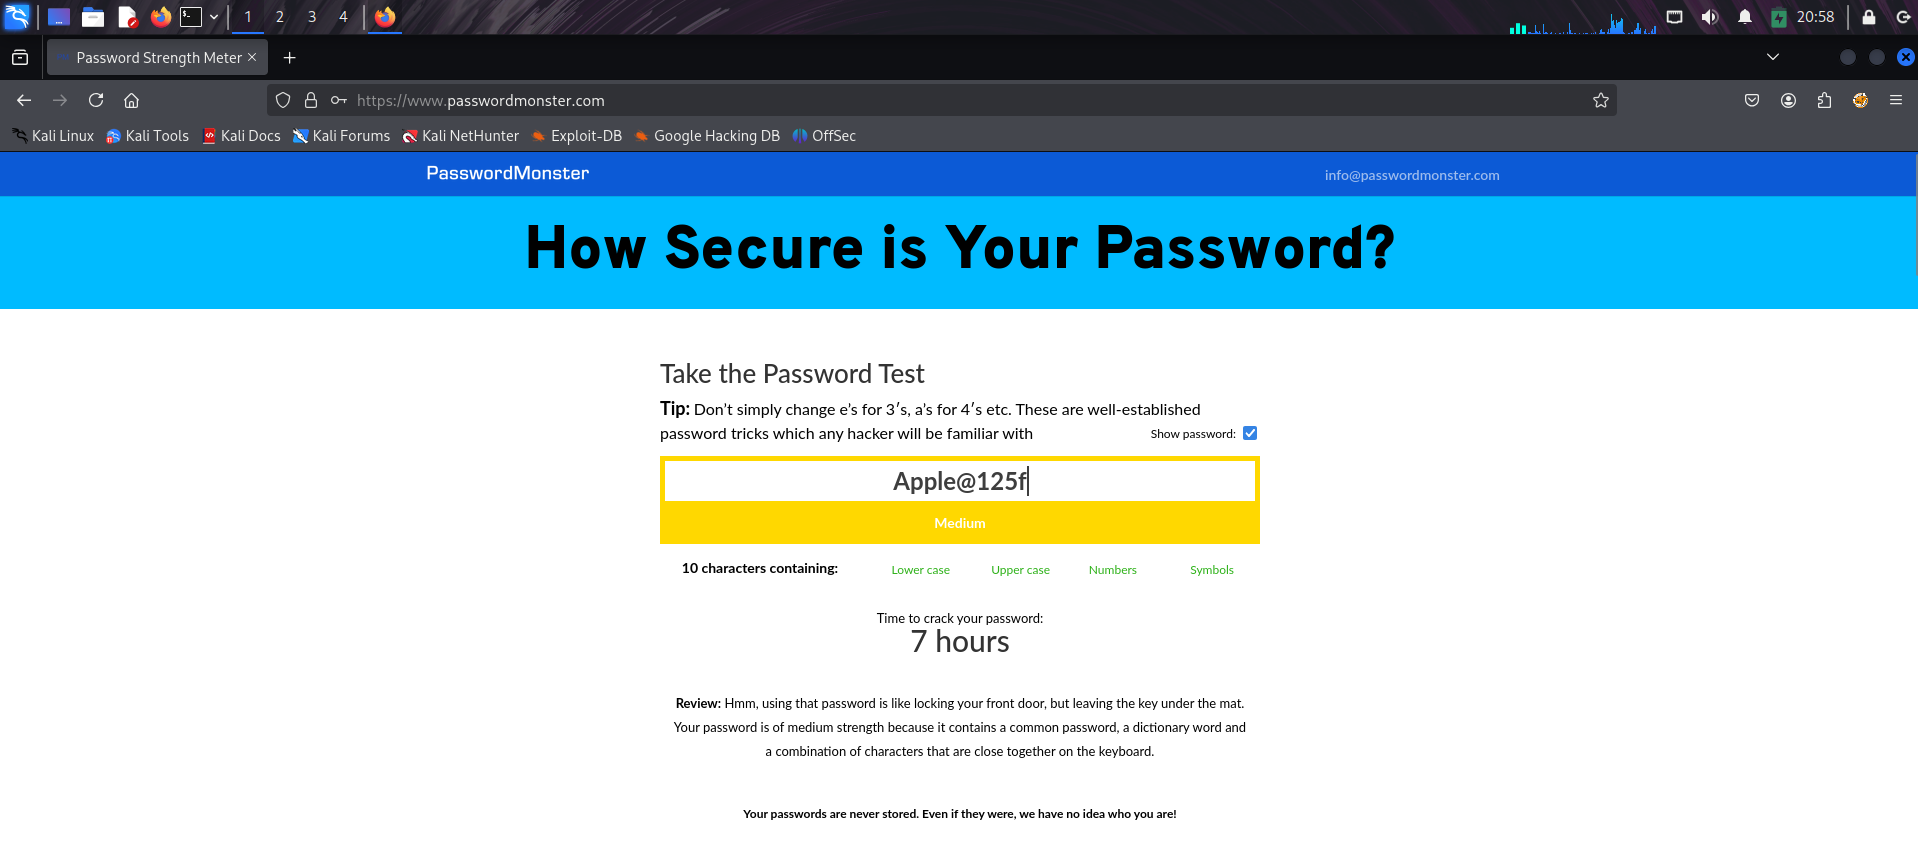 1 2 3 4 20:58
Password Strength Meter
https://www.passwordmonster.com
Kali Linux Kali Tools Kali Docs Kali Forums Kali NetHunter Exploit-DB Google Hacking DB OffSec
PasswordMonster info@passwordmonster.com
How Secure is Your Password?
Take the Password Test
Tip: Don’t simply change e’s for 3′s, a’s for 4′s etc. These are well-established
password tricks which any hacker will be familiar with Show password:
Apple@125f
Medium
10 characters containing: Lower case Upper case Numbers Symbols
Time to crack your password:
7 hours
Review: Hmm, using that password is like locking your front door, but leaving the key under the mat.
Your password is of medium strength because it contains a common password, a dictionary word and
a combination of characters that are close together on the keyboard.
Your passwords are never stored. Even if they were, we have no idea who you are!